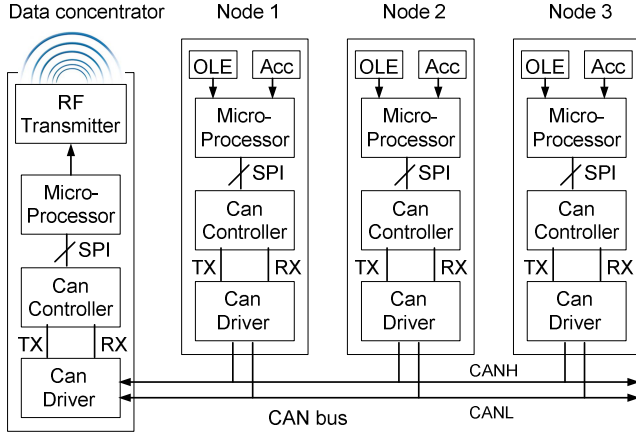 Data concentrator
RF
Transmitter
Micro-
Processor
SPI
Can
Controller
TX RX
Can
Driver
Node 1
OLE Acc
Micro-
Processor
SPI
Can
Controller
TX RX
Can
Driver
Node 2
OLE Acc
Micro-
Processor
SPI
Can
Controller
TX RX
Can
Driver
Node 3
OLE Acc
Micro-
Processor
SPI
Can
Controller
TX RX
Can
Driver
CANH
CAN bus
CANL